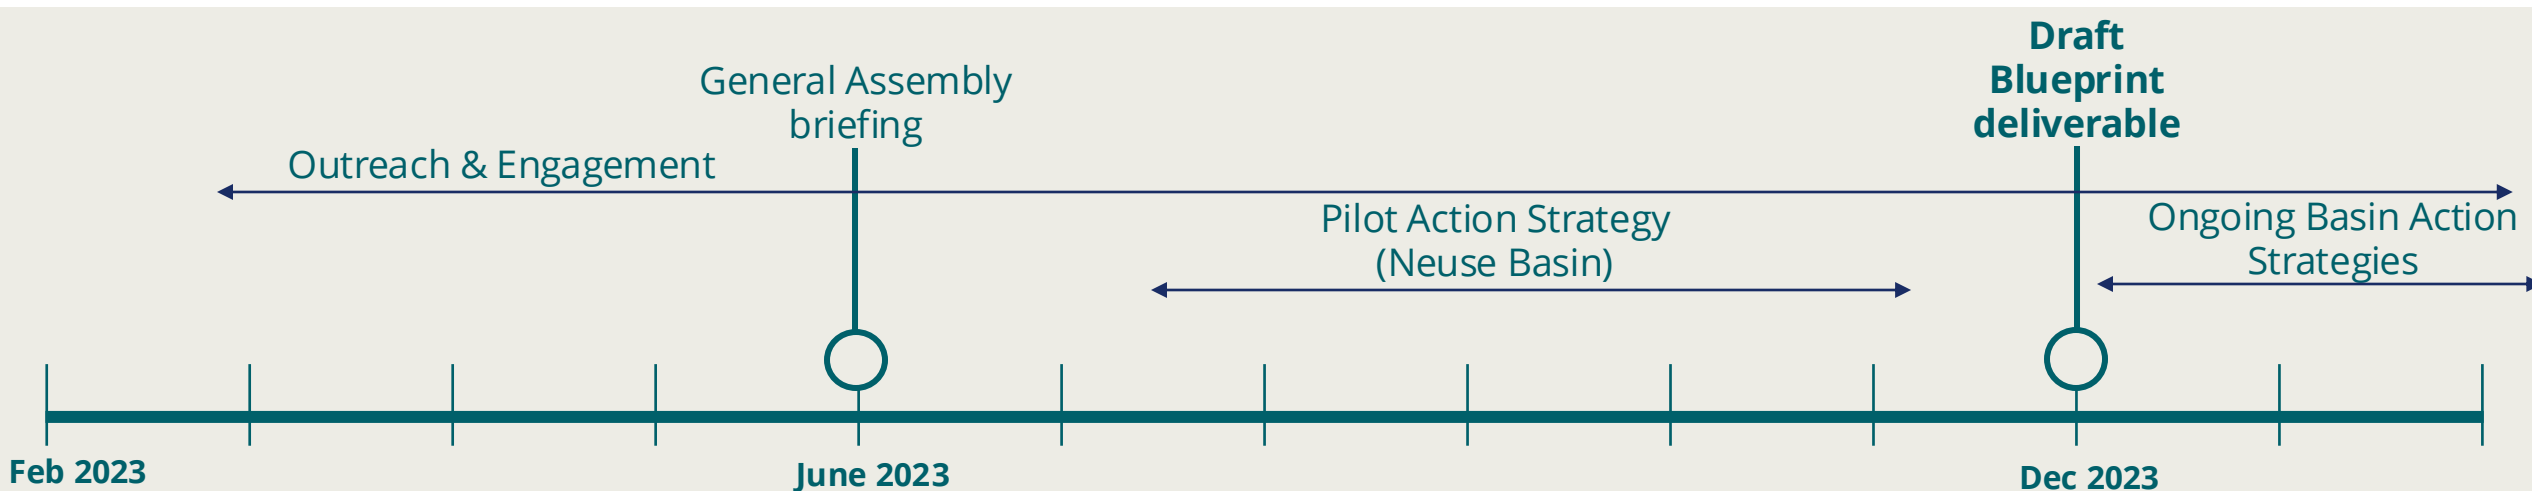 Draft
Blueprint
deliverable
General Assembly
briefing
Outreach & Engagement
Pilot Action Strategy
(Neuse Basin)
Ongoing Basin Action
Strategies
Feb 2023
June 2023
Dec 2023